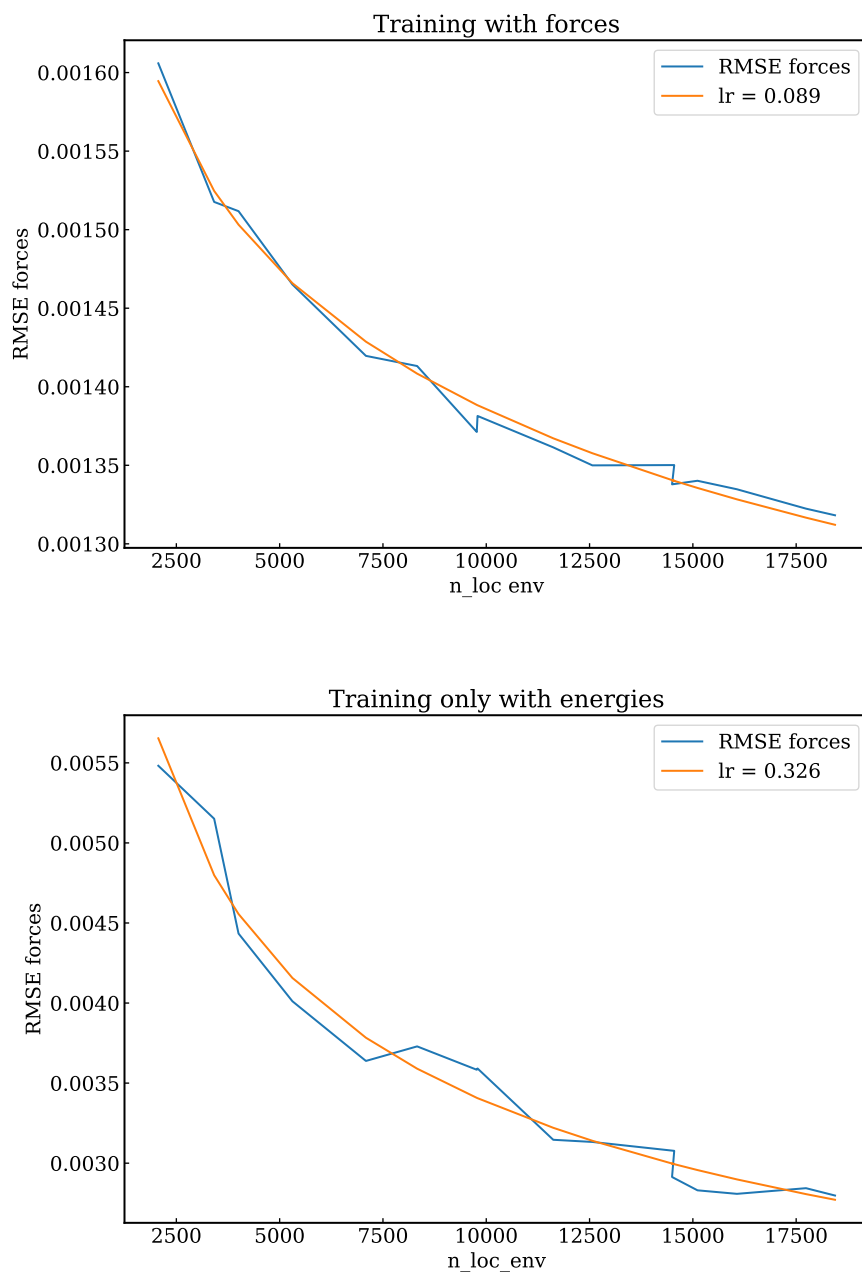 Training with forces
RMSE forces
lr = 0.089
0.00160
0.00155
0.00150
0.00145
0.00140
0.00135
0.00130
RMSE forces
2500 5000 7500 10000 12500 15000 17500
n_loc env
Training only with energies
RMSE forces
lr = 0.326
0.0055
0.0050
0.0045
0.0040
0.0035
0.0030
RMSE forces
2500 5000 7500 10000 12500 15000 17500
n_loc_env